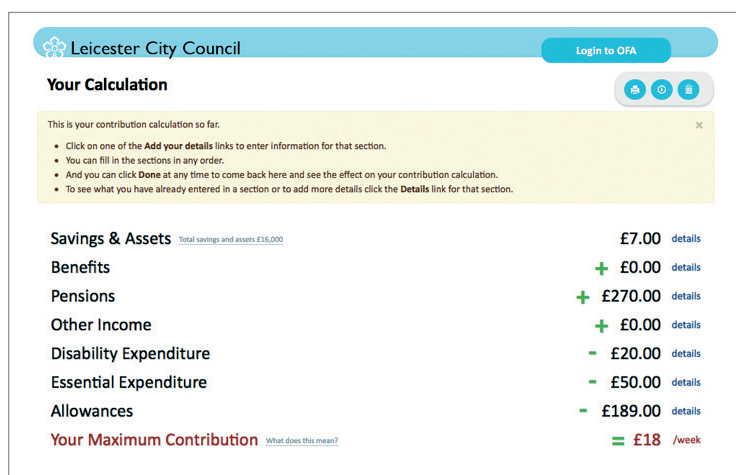 Leicester City Council
Login to OFA
Your Calculation
This is your contribution calculation so far.
×
• Click on one of the Add your details links to enter information for that section.
• You can fill in the sections in any order.
• And you can click Done at any time to come back here and see the effect on your contribution calculation.
• To see what you have already entered in a section or to add more details click the Details link for that section.
Savings & Assets Total savings and assets £16,000 £7.00 details
Benefits + £0.00 details
Pensions + £270.00 details
Other Income + £0.00 details
Disability Expenditure - £20.00 details
Essential Expenditure - £50.00 details
Allowances - £189.00 details
Your Maximum Contribution What does this mean? = £18 /week